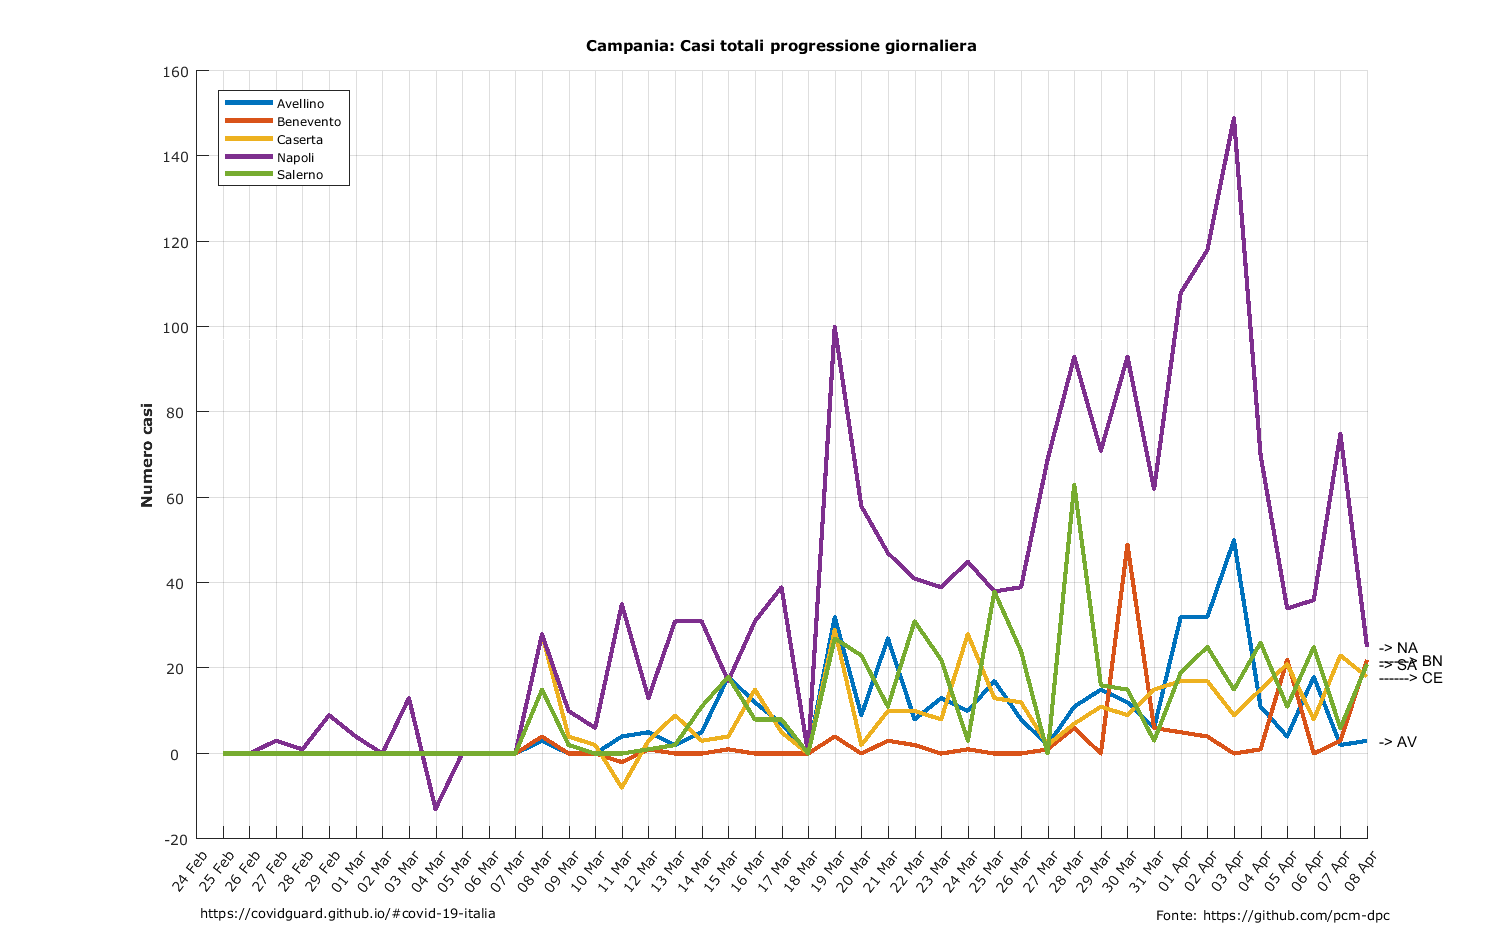 Campania: Casi totali progressione giornaliera
160
140
120
100
80
60
40
20
0
-20
Numero casi
Avellino
Benevento
Caserta
Napoli
Salerno
-> NA
------> BN
-> SA
------> CE
-> AV
24 Feb
25 Feb
26 Feb
27 Feb
28 Feb
29 Feb
01 Mar
02 Mar
03 Mar
04 Mar
05 Mar
06 Mar
07 Mar
08 Mar
09 Mar
10 Mar
11 Mar
12 Mar
13 Mar
14 Mar
15 Mar
16 Mar
17 Mar
18 Mar
19 Mar
20 Mar
21 Mar
22 Mar
23 Mar
24 Mar
25 Mar
26 Mar
27 Mar
28 Mar
29 Mar
30 Mar
31 Mar
01 Apr
02 Apr
03 Apr
04 Apr
05 Apr
06 Apr
07 Apr
08 Apr
https://covidguard.github.io/#covid-19-italia
Fonte: https://github.com/pcm-dpc